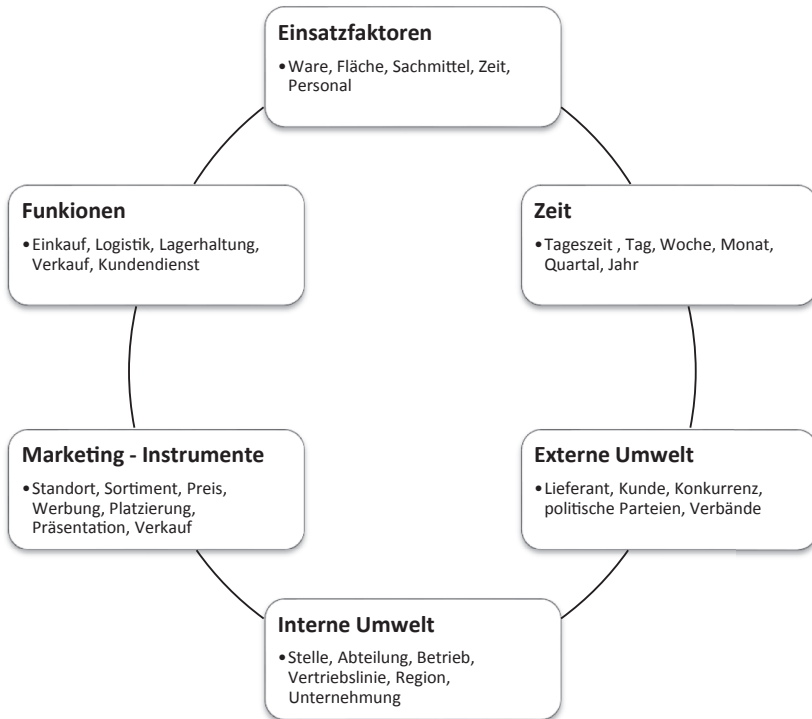 Einsatzfaktoren
•Ware, Fläche, Sachmittel, Zeit,
Personal
Zeit
•Tageszeit , Tag, Woche, Monat,
Quartal, Jahr
Externe Umwelt
•Lieferant, Kunde, Konkurrenz,
politische Parteien, Verbände
Interne Umwelt
•Stelle, Abteilung, Betrieb,
Vertriebslinie, Region,
Unternehmung
Marketing - Instrumente
•Standort, Sortiment, Preis,
Werbung, Platzierung,
Präsentation, Verkauf
Funkionen
•Einkauf, Logistik, Lagerhaltung,
Verkauf, Kundendienst